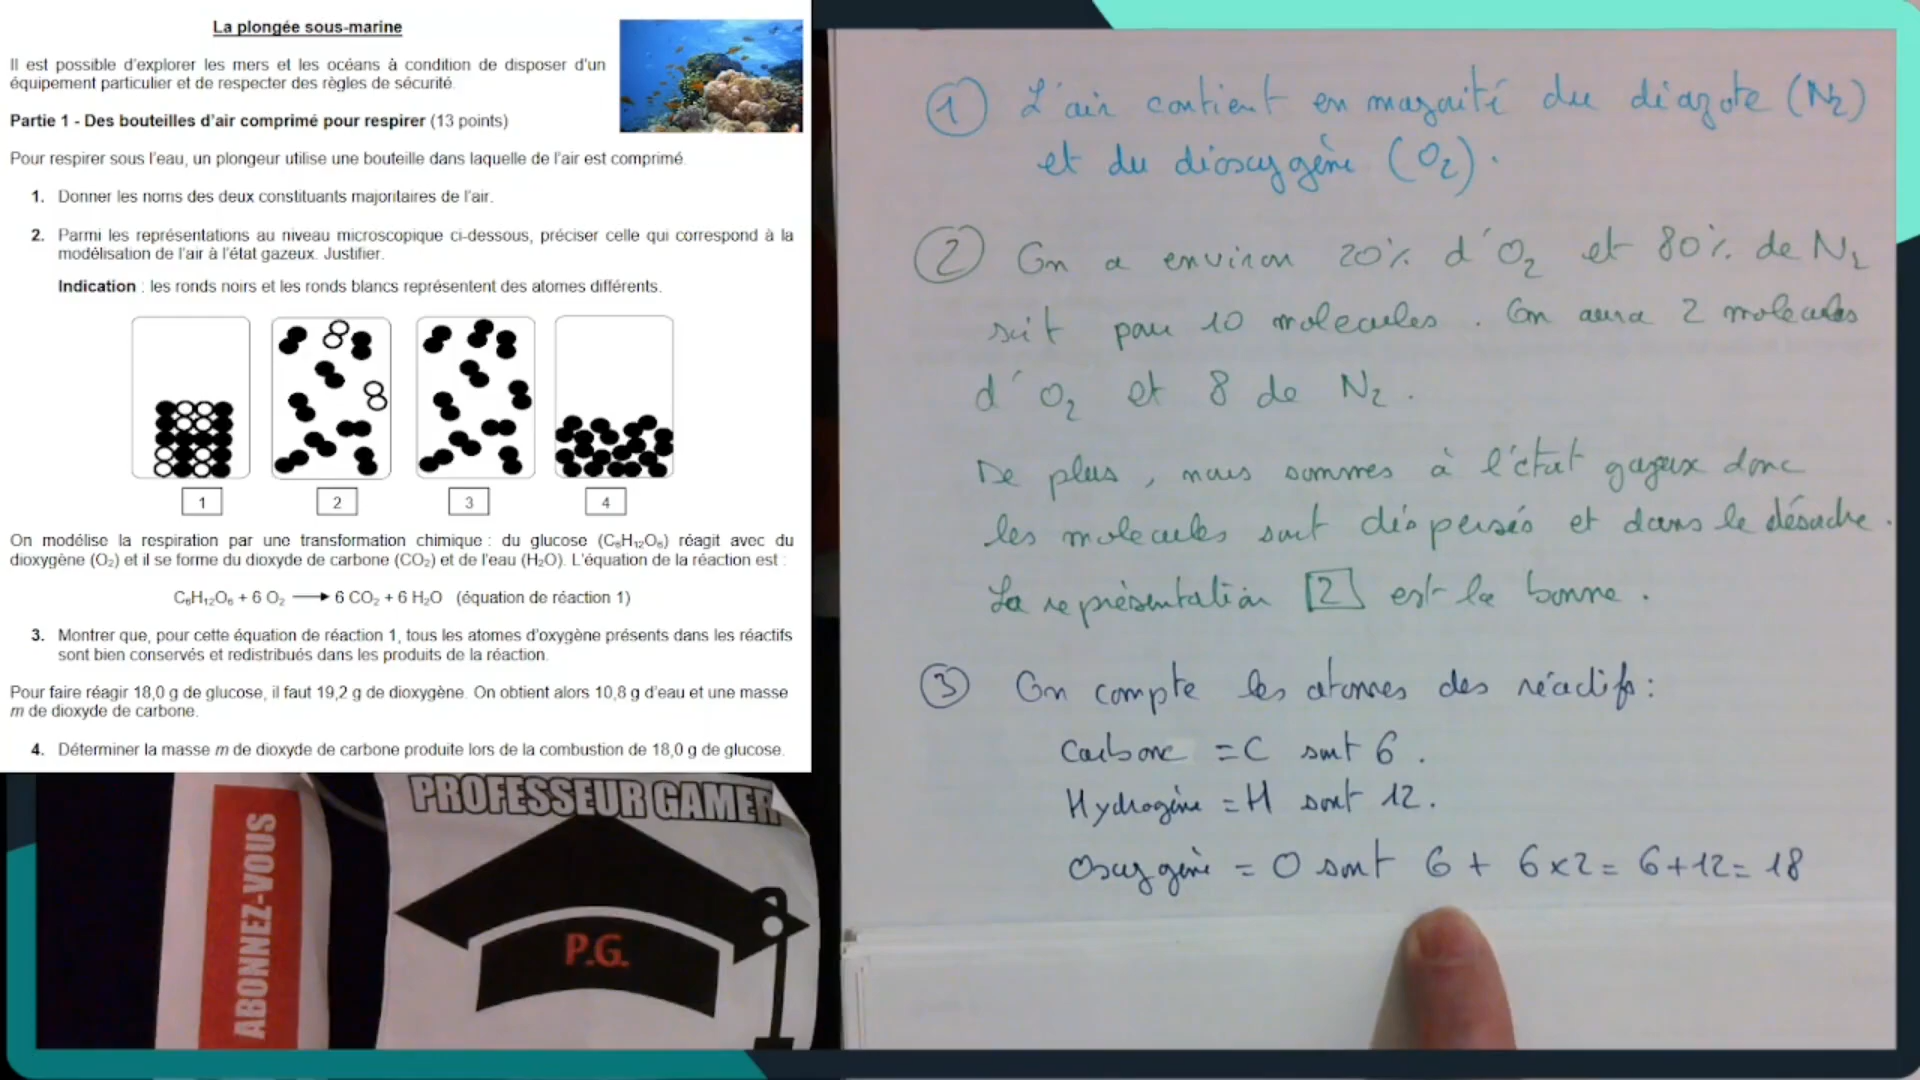 La plongée sous-marine
Il est possible d'explorer les mers et les océans à condition de disposer d'un
équipement particulier et de respecter des règles de sécurité.
Partie 1 - Des bouteilles d'air comprimé pour respirer (13 points)
Pour respirer sous l'eau, un plongeur utilise une bouteille dans laquelle de l'air est comprimé.
1. Donner les noms des deux constituants majoritaires de l'air.
2. Parmi les représentations au niveau microscopique ci-dessous, préciser celle qui correspond à la
modélisation de l'air à l'état gazeux. Justifier.
Indication : les ronds noirs et les ronds blancs représentent des atomes différents.
1 2 3 4
On modélise la respiration par une transformation chimique : du glucose (C₆H₁₂O₆) réagit avec du
dioxygène (O₂) et il se forme du dioxyde de carbone (CO₂) et de l'eau (H₂O). L'équation de la réaction est :
C₆H₁₂O₆ + 6 O₂ ⟶ 6 CO₂ + 6 H₂O (équation de réaction 1)
3. Montrer que, pour cette équation de réaction 1, tous les atomes d'oxygène présents dans les réactifs
sont bien conservés et redistribués dans les produits de la réaction.
Pour faire réagir 18,0 g de glucose, il faut 19,2 g de dioxygène. On obtient alors 10,8 g d'eau et une masse
m de dioxyde de carbone.
4. Déterminer la masse m de dioxyde de carbone produite lors de la combustion de 18,0 g de glucose.
ABONNEZ-VOUS
PROFESSEUR GAMER
P.G.
1 L'air contient en majorité du diazote (N₂)
et du dioxygène (O₂).
2 On a environ 20% d'O₂ et 80% de N₂
soit pour 10 molécules. On aura 2 molécules
d'O₂ et 8 de N₂.
De plus, nous sommes à l'état gazeux donc
les molécules sont dispersés et dans le désordre.
La représentation 2 est la bonne.
3 On compte les atomes des réactifs :
Carbone = C sont 6.
Hydrogène = H sont 12.
Oxygène = O sont 6 + 6x2 = 6+12 = 18